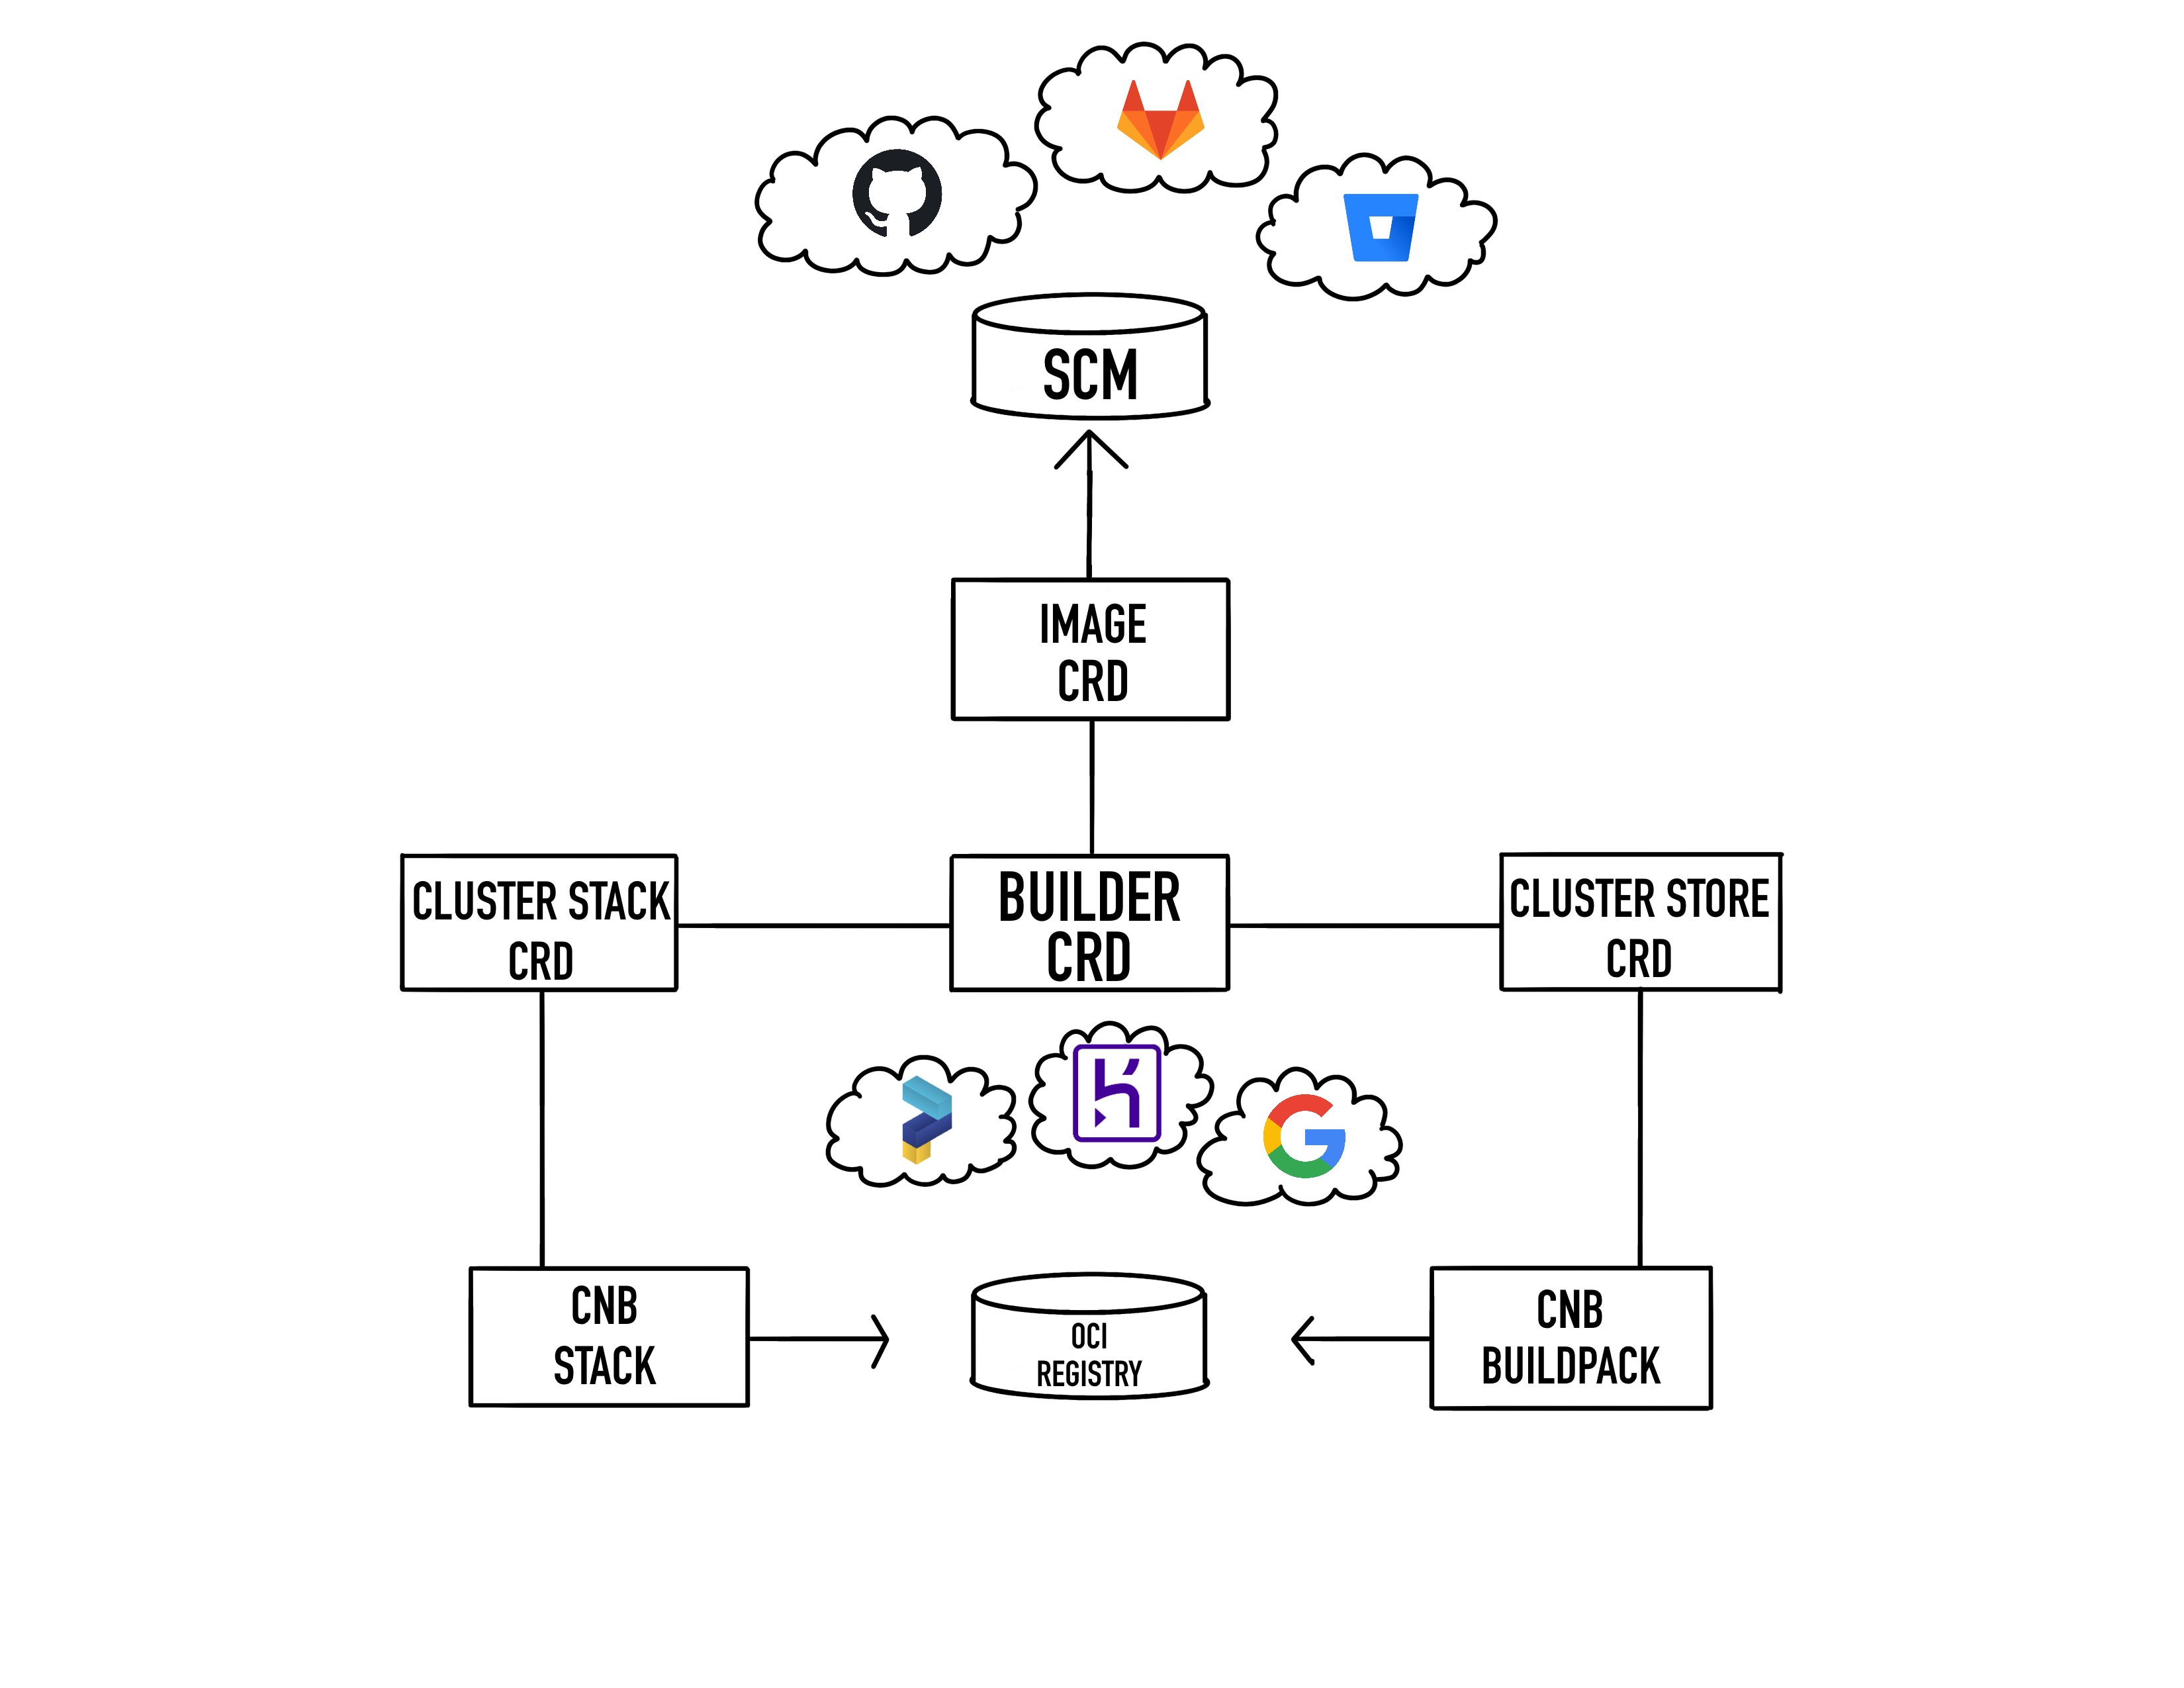 SCM
IMAGE
CRD
CLUSTER STACK
CRD
BUILDER
CRD
CLUSTER STORE
CRD
CNB
STACK
OCI
REGISTRY
CNB
BUILDPACK